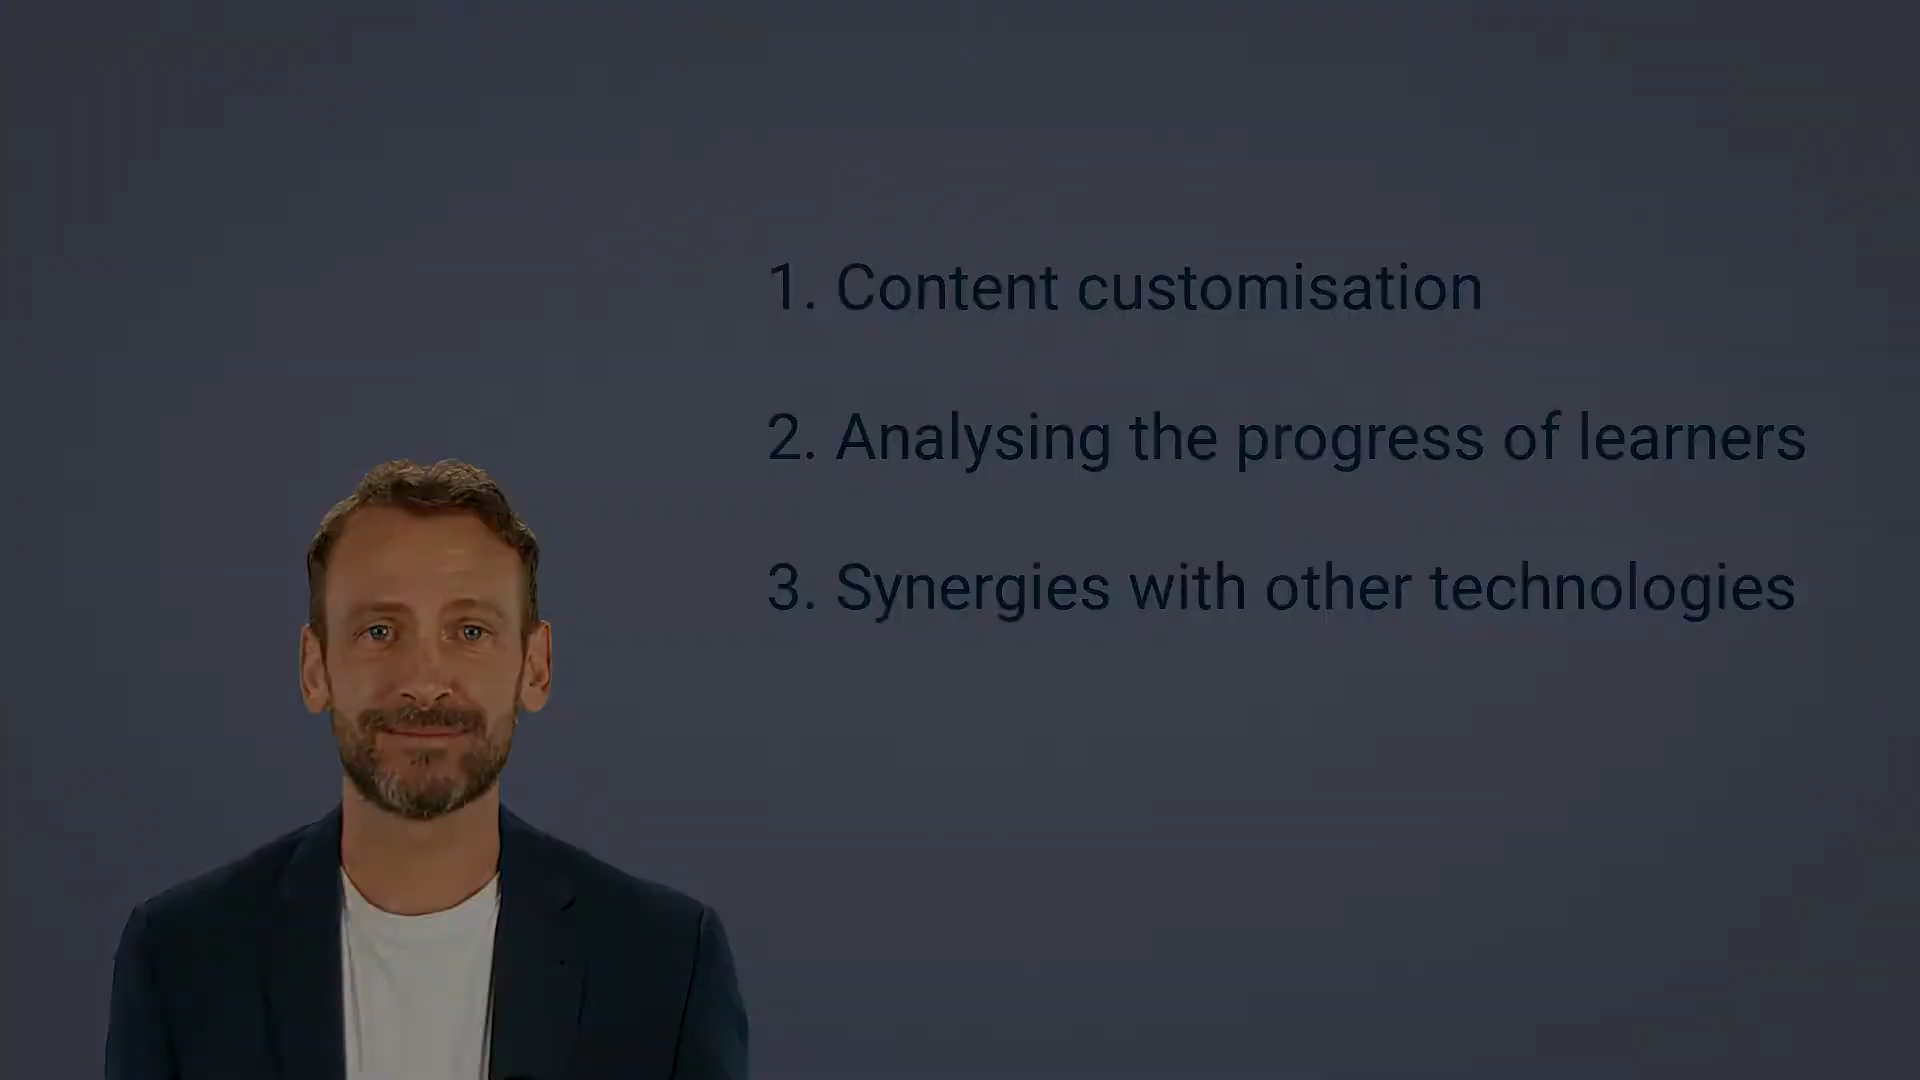 1. Content customisation
2. Analysing the progress of learners
3. Synergies with other technologies